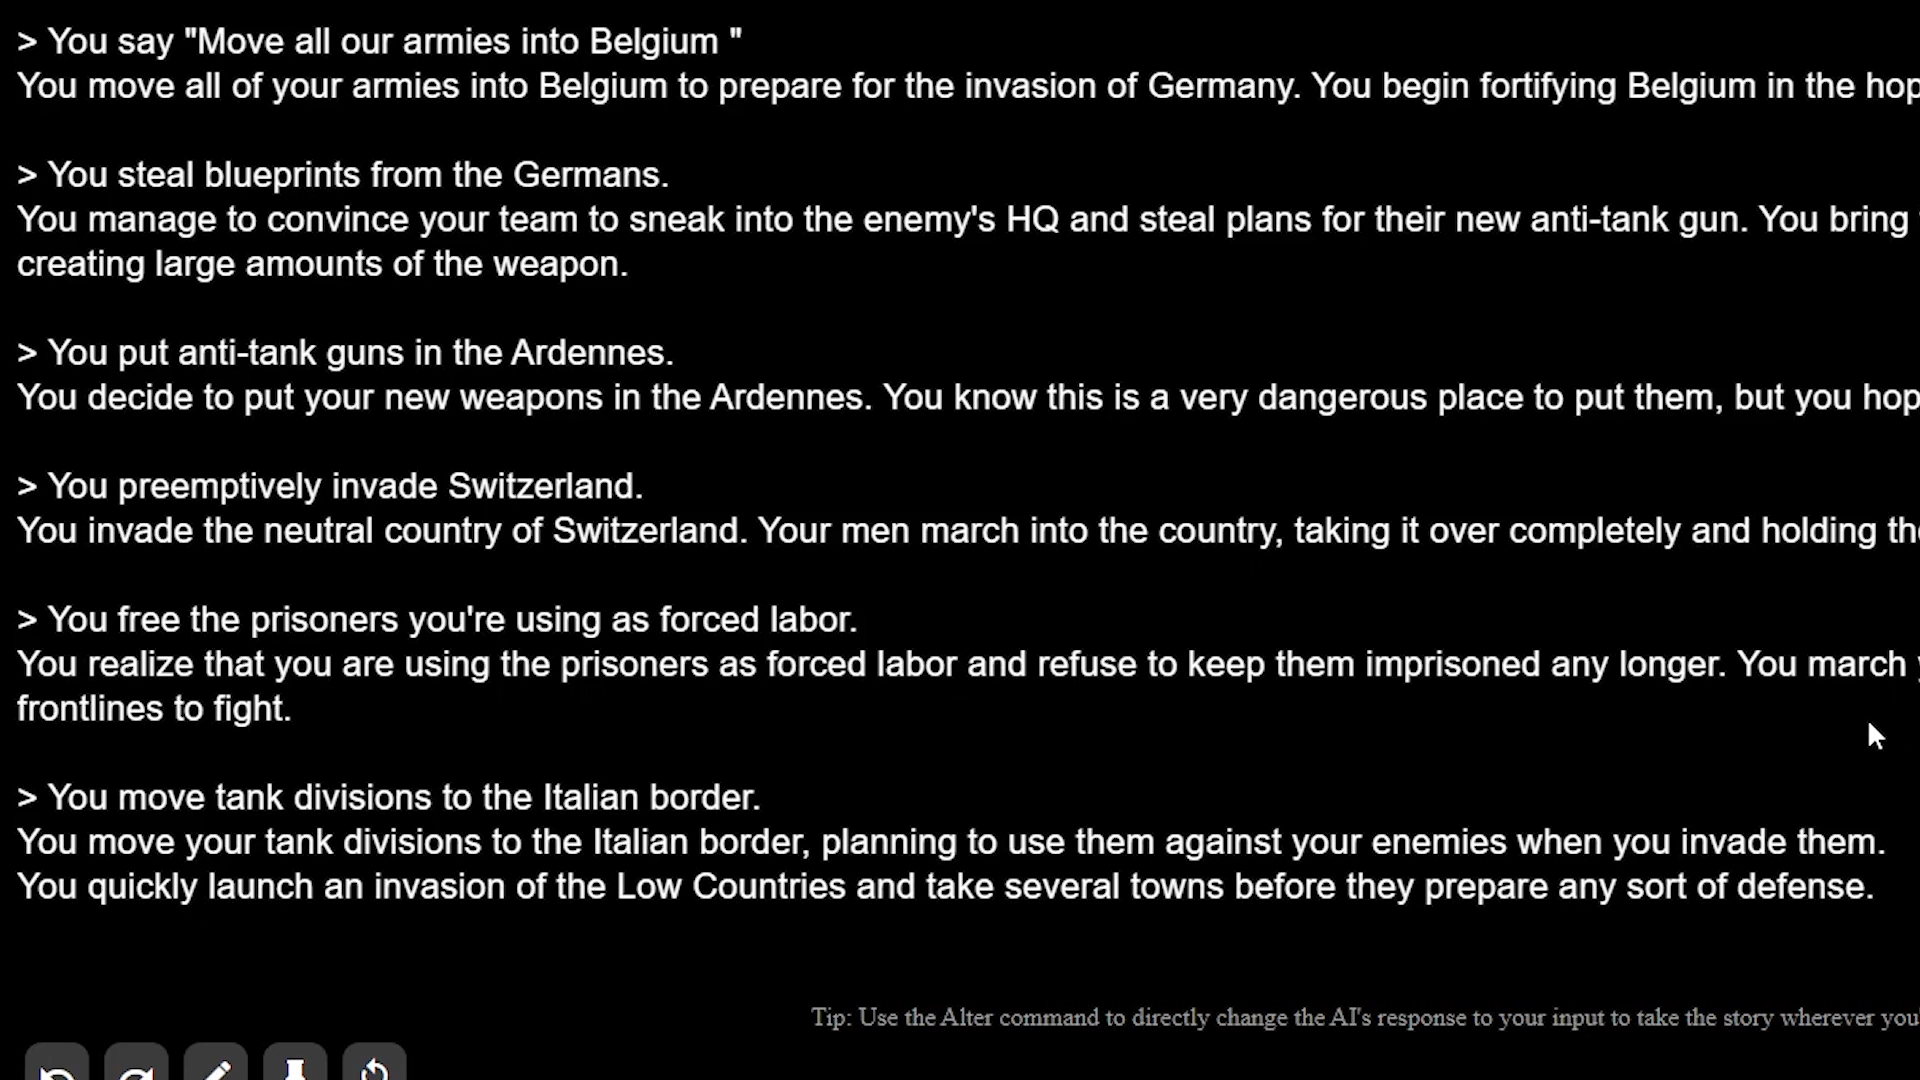 > You say "Move all our armies into Belgium "
You move all of your armies into Belgium to prepare for the invasion of Germany. You begin fortifying Belgium in the
> You steal blueprints from the Germans.
You manage to convince your team to sneak into the enemy's HQ and steal plans for their new anti-tank gun. You bring
creating large amounts of the weapon.
> You put anti-tank guns in the Ardennes.
You decide to put your new weapons in the Ardennes. You know this is a very dangerous place to put them, but you
> You preemptively invade Switzerland.
You invade the neutral country of Switzerland. Your men march into the country, taking it over completely and holding
> You free the prisoners you're using as forced labor.
You realize that you are using the prisoners as forced labor and refuse to keep them imprisoned any longer. You march
frontlines to fight.
> You move tank divisions to the Italian border.
You move your tank divisions to the Italian border, planning to use them against your enemies when you invade them.
You quickly launch an invasion of the Low Countries and take several towns before they prepare any sort of defense.
Tip: Use the Alter command to directly change the AI's response to your input to take the story wherever you